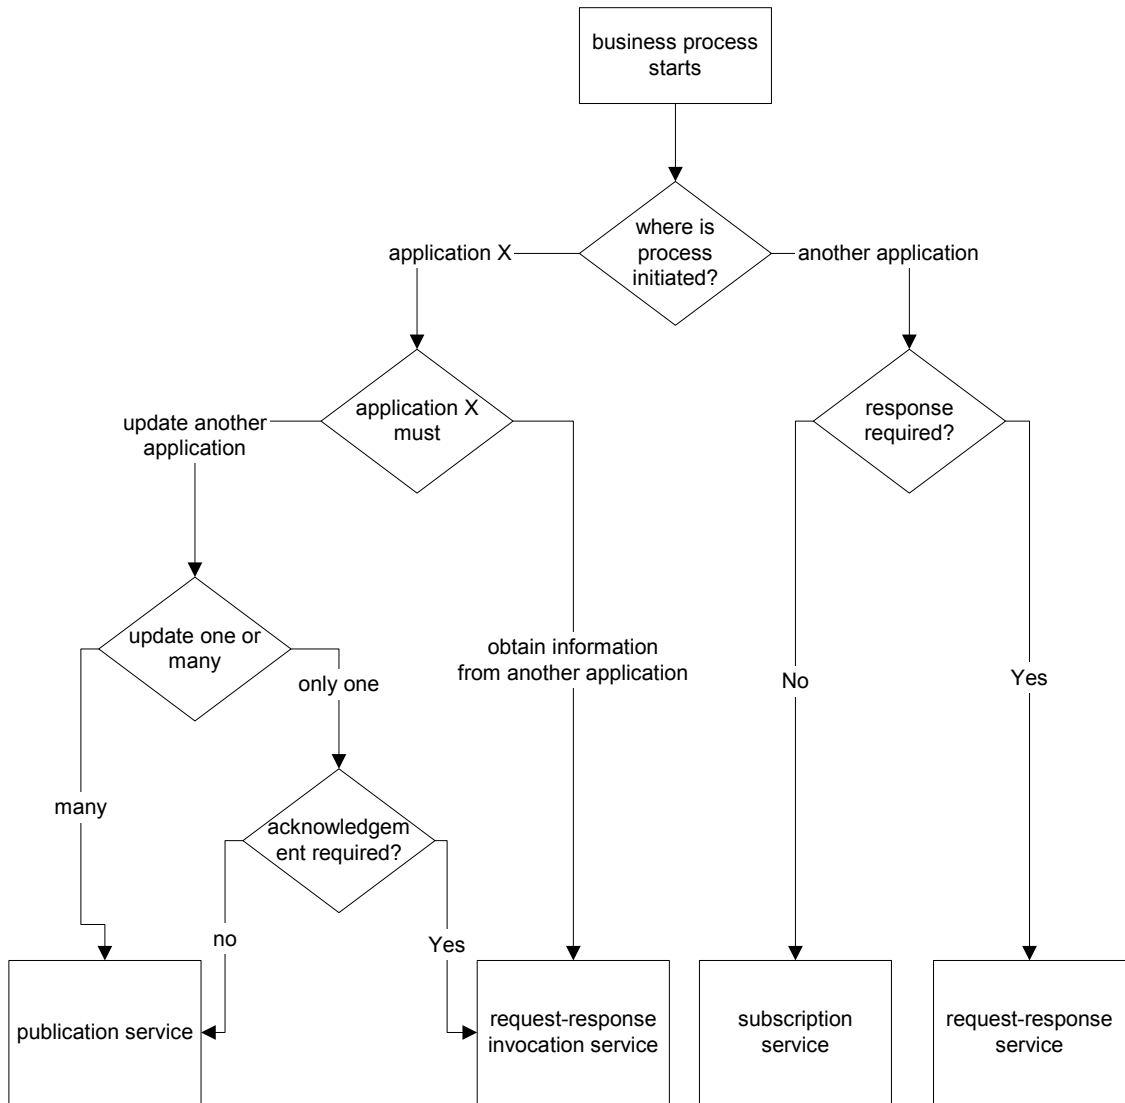 business process
starts
where is
process
initiated?
application X
another application
application X
must
update another
application
response
required?
update one or
many
only one
obtain information
from another application
No
Yes
many
acknowledgem
ent required?
no
Yes
publication service
request-response
invocation service
subscription
service
request-response
service